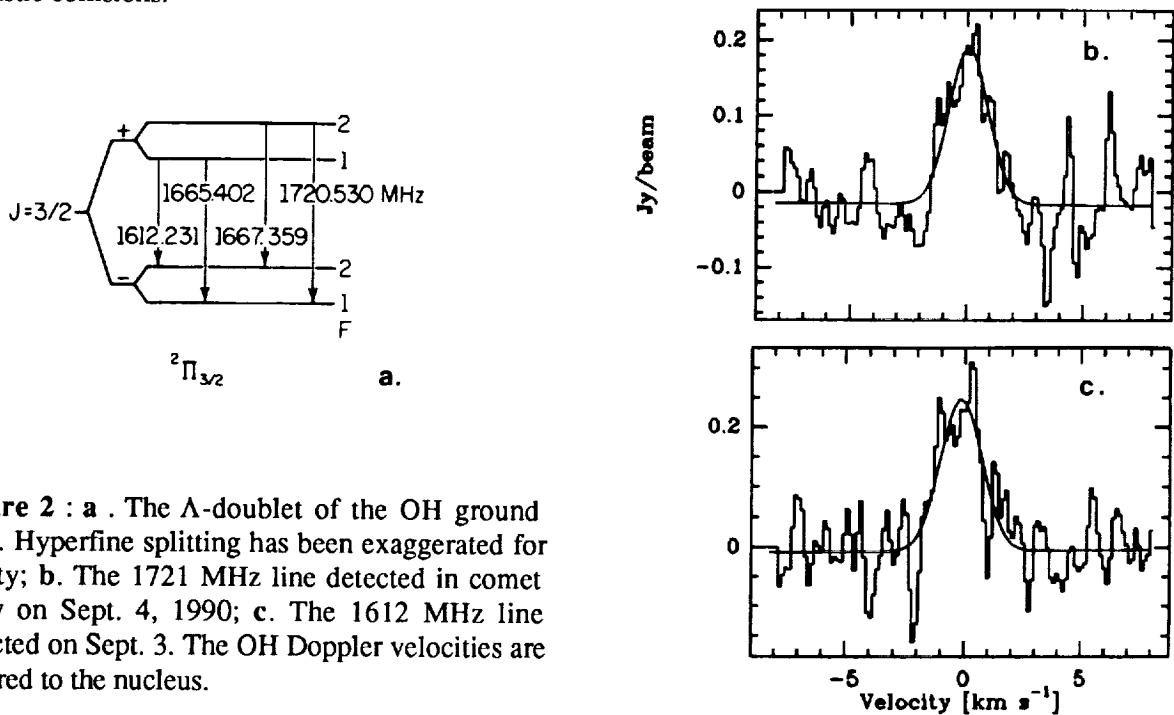 +
2
1
1665.402 1720.530 MHz
J=3/2
1612.231 1667.359
−
2
1
F
²Π₃/₂
a.
b.
0.2
0.1
0
-0.1
Jy/beam
c.
0.2
0
-5 0 5
Velocity [km s⁻¹]
re 2 : a . The Λ-doublet of the OH ground
. Hyperfine splitting has been exaggerated for
ty; b. The 1721 MHz line detected in comet
on Sept. 4, 1990; c. The 1612 MHz line
cted on Sept. 3. The OH Doppler velocities are
red to the nucleus.